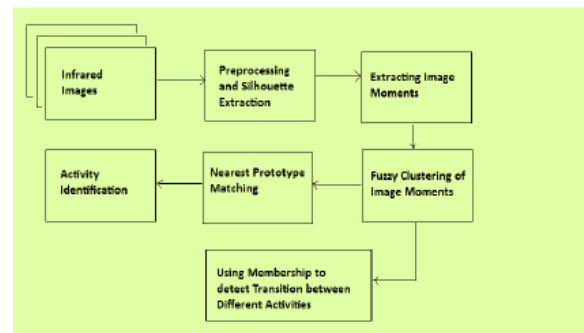 Infrared
Images
Preprocessing
and Silhouette
Extraction
Extracting Image
Moments
Activity
Identification
Nearest Prototype
Matching
Fuzzy Clustering of
Image Moments
Using Membership to
detect Transition between
Different Activities